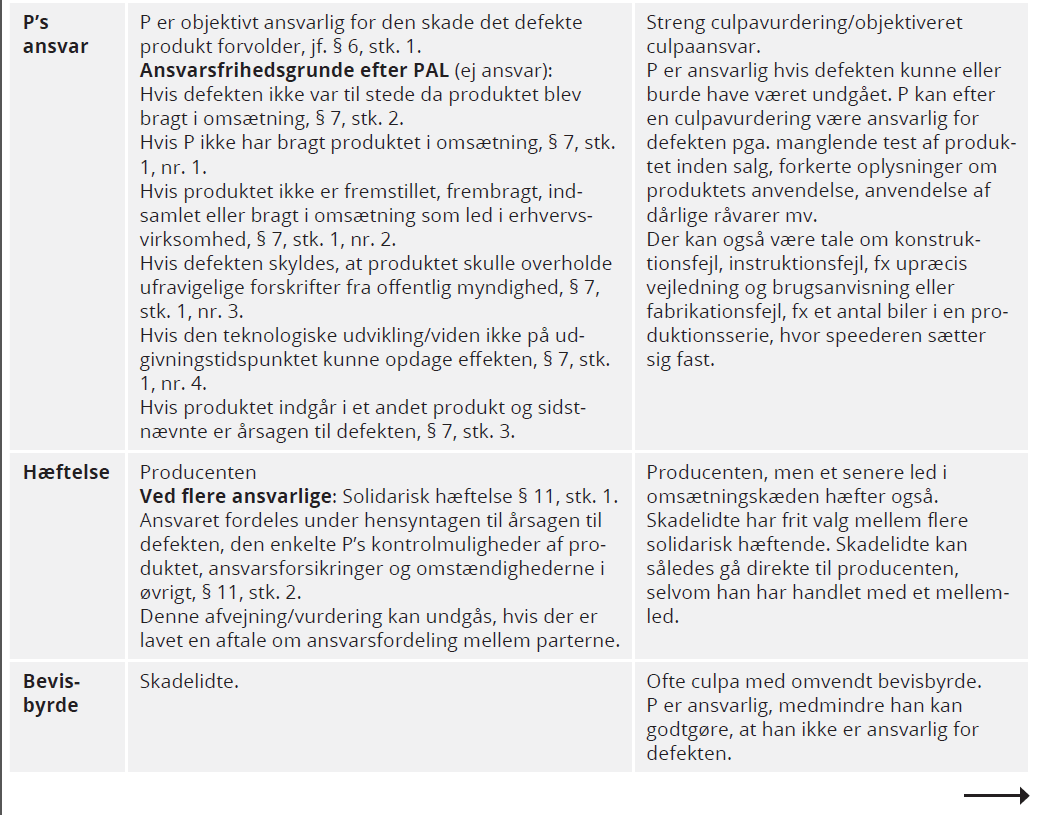 P's
ansvar
P er objektivt ansvarlig for den skade det defekte
produkt forvolder, jf. § 6, stk. 1.
Ansvarsfrihedsgrunde efter PAL (ej ansvar):
Hvis defekten ikke var til stede da produktet blev
bragt i omsætning, § 7, stk. 2.
Hvis P ikke har bragt produktet i omsætning, § 7, stk.
1, nr. 1.
Hvis produktet ikke er fremstillet, frembragt, ind-
samlet eller bragt i omsætning som led i erhvervs-
virksomhed, § 7, stk. 1, nr. 2.
Hvis defekten skyldes, at produktet skulle overholde
ufravigelige forskrifter fra offentlig myndighed, § 7,
stk. 1, nr. 3.
Hvis den teknologiske udvikling/viden ikke på ud-
givningstidspunktet kunne opdage effekten, § 7, stk.
1, nr. 4.
Hvis produktet indgår i et andet produkt og sidst-
nævnte er årsagen til defekten, § 7, stk. 3.
Streng culpavurdering/objektiveret
culpaansvar.
P er ansvarlig hvis defekten kunne eller
burde have været undgået. P kan efter
en culpavurdering være ansvarlig for
defekten pga. manglende test af produk-
tet inden salg, forkerte oplysninger om
produktets anvendelse, anvendelse af
dårlige råvarer mv.
Der kan også være tale om konstruk-
tionsfejl, instruktionsfejl, fx upræcis
vejledning og brugsanvisning eller
fabrikationsfejl, fx et antal biler i en pro-
duktionsserie, hvor speederen sætter
sig fast.
Hæftelse
Producenten
Ved flere ansvarlige: Solidarisk hæftelse § 11, stk. 1.
Ansvaret fordeles under hensyntagen til årsagen til
defekten, den enkelte P's kontrolmuligheder af pro-
duktet, ansvarsforsikringer og omstændighederne i
øvrigt, § 11, stk. 2.
Denne afvejning/vurdering kan undgås, hvis der er
lavet en aftale om ansvarsfordeling mellem parterne.
Producenten, men et senere led i
omsætningskæden hæfter også.
Skadelidte har frit valg mellem flere
solidarisk hæftende. Skadelidte kan
således gå direkte til producenten,
selvom han har handlet med et mellem-
led.
Bevis-
byrde
Skadelidte.
Ofte culpa med omvendt bevisbyrde.
P er ansvarlig, medmindre han kan
godtgøre, at han ikke er ansvarlig for
defekten.